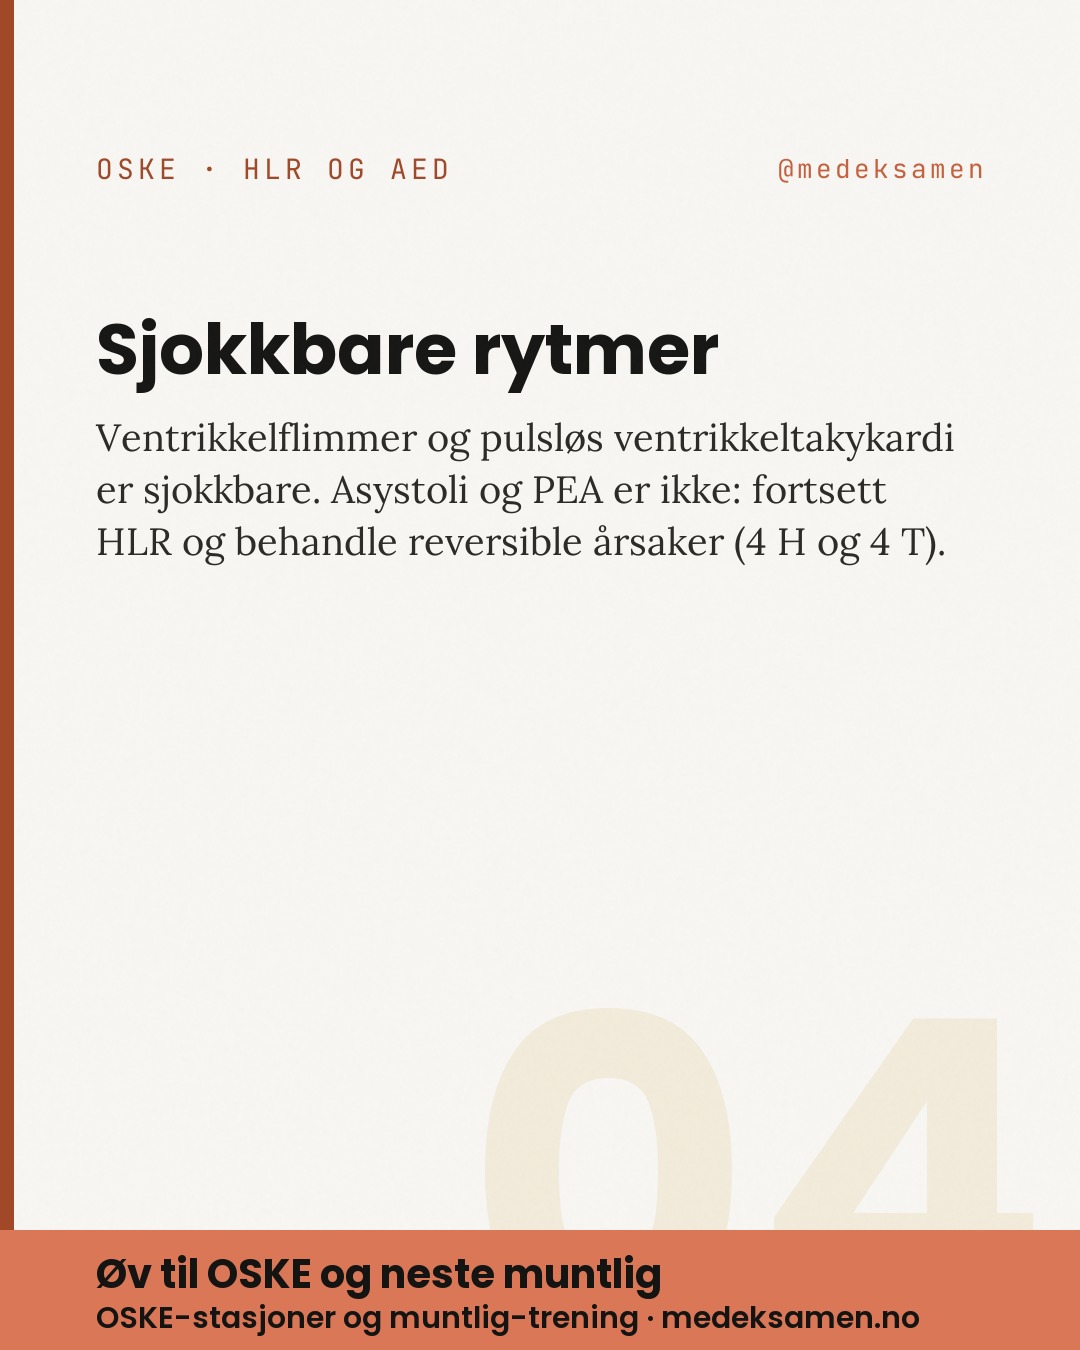 OSKE · HLR OG AED
@medeksamen
Sjokkbare rytmer
Ventrikkelflimmer og pulsløs ventrikkeltakykardi
er sjokkbare. Asystoli og PEA er ikke: fortsett
HLR og behandle reversible årsaker (4 H og 4 T).
04
Øv til OSKE og neste muntlig
OSKE-stasjoner og muntlig-trening · medeksamen.no